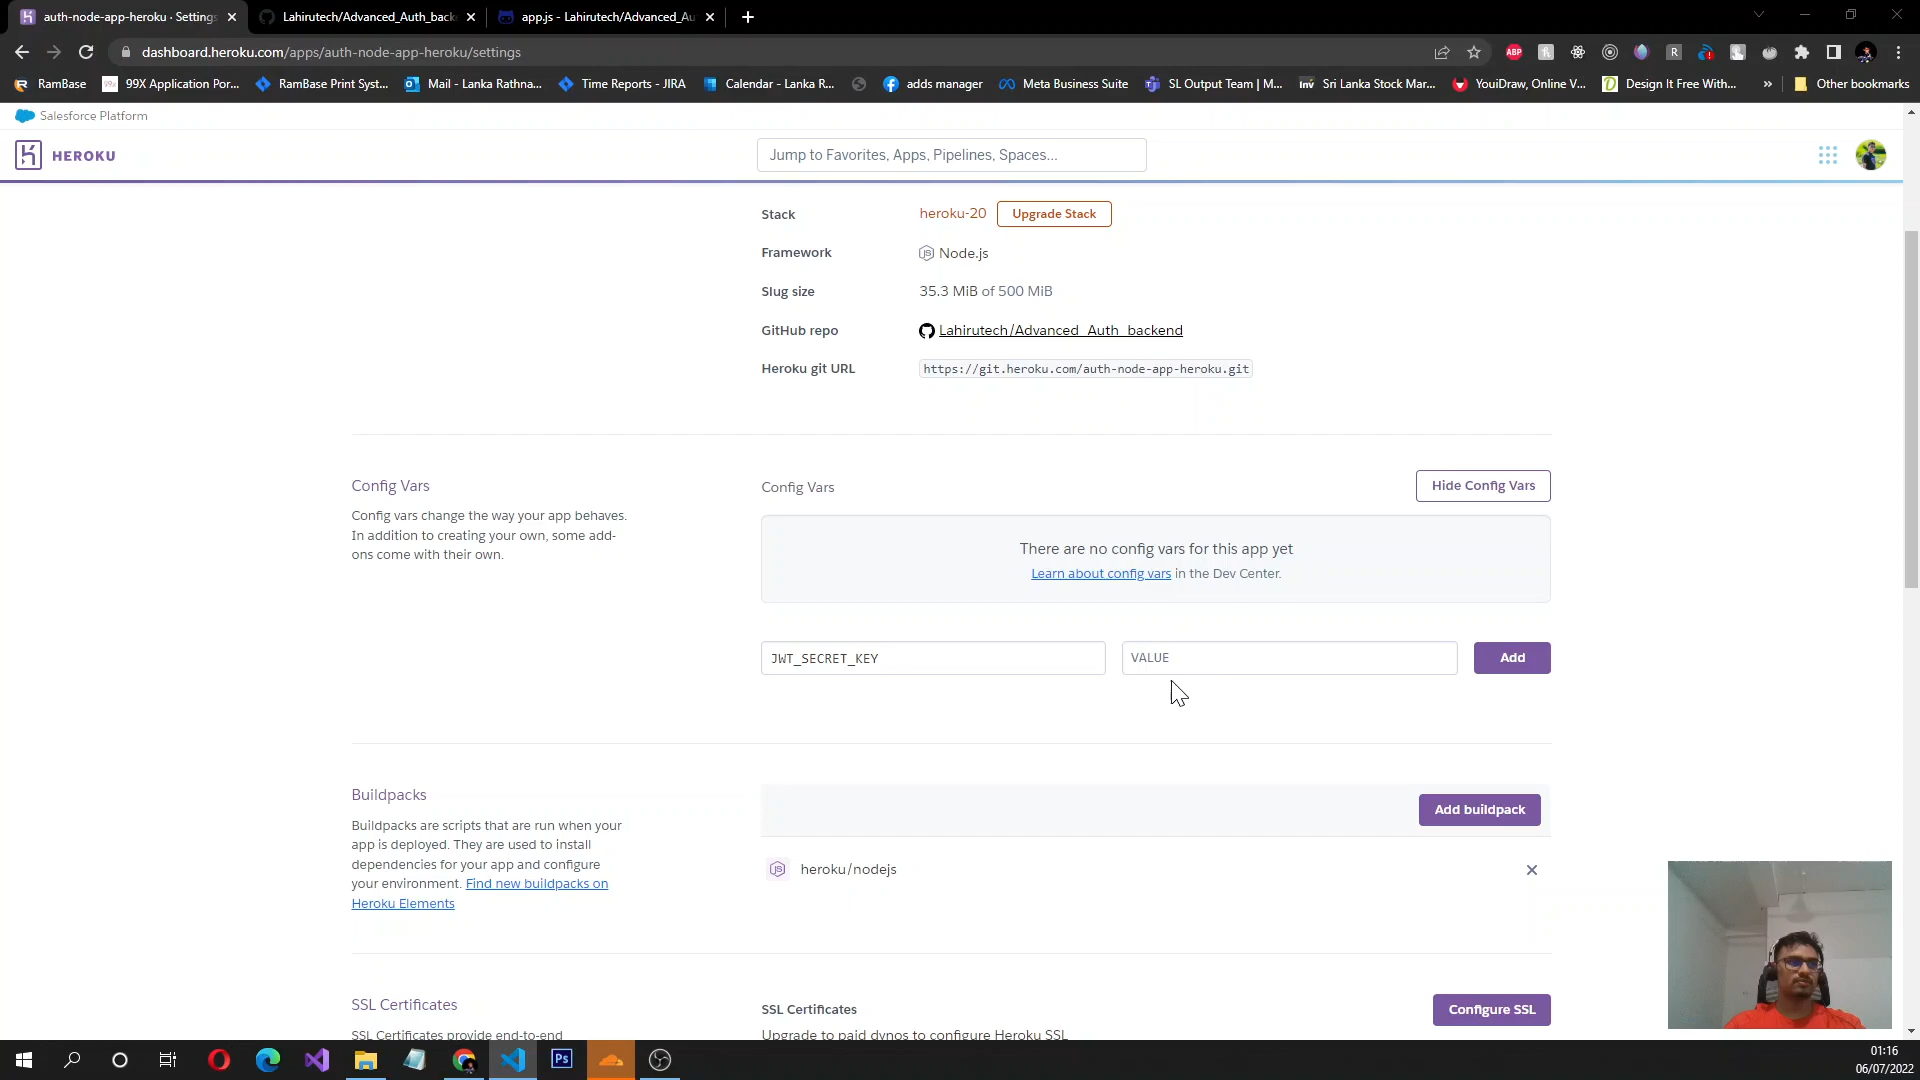 auth-node-app-heroku · Settings
Lahirutech/Advanced_Auth_back
app.js - Lahirutech/Advanced_Au
dashboard.heroku.com/apps/auth-node-app-heroku/settings
ABP
R
RamBase
99X Application Por...
RamBase Print Syst...
Mail - Lanka Rathna...
Time Reports - JIRA
Calendar - Lanka R...
adds manager
Meta Business Suite
SL Output Team | M...
Inv
Sri Lanka Stock Mar...
YouiDraw, Online V...
Design It Free With...
»
Other bookmarks
Salesforce Platform
HEROKU
Jump to Favorites, Apps, Pipelines, Spaces...
Stack
heroku-20
Upgrade Stack
Framework
Node.js
Slug size
35.3 MiB of 500 MiB
GitHub repo
Lahirutech/Advanced_Auth_backend
Heroku git URL
https://git.heroku.com/auth-node-app-heroku.git
Config Vars
Config vars change the way your app behaves.
In addition to creating your own, some add-
ons come with their own.
Config Vars
Hide Config Vars
There are no config vars for this app yet
Learn about config vars in the Dev Center.
JWT_SECRET_KEY
VALUE
Add
Buildpacks
Buildpacks are scripts that are run when your
app is deployed. They are used to install
dependencies for your app and configure
your environment. Find new buildpacks on
Heroku Elements
Add buildpack
heroku/nodejs
SSL Certificates
SSL Certificates provide end-to-end
SSL Certificates
Upgrade to paid dynos to configure Heroku SSL
Configure SSL
Ps
01:16
06/07/2022